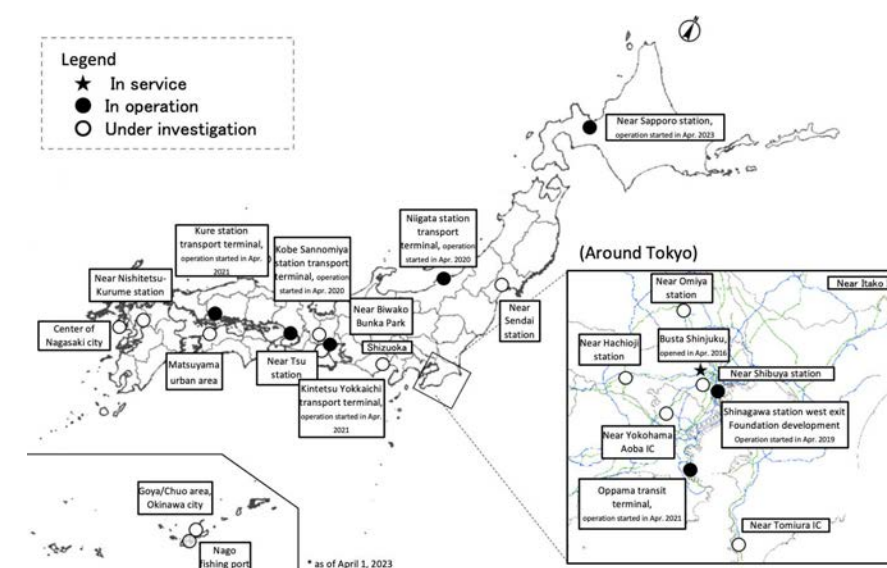 Legend
In service
In operation
Under investigation
Near Sapporo station,
operation started in Apr. 2023
Niigata station
transport
terminal, operation
started in Apr. 2020
Kure station
transport terminal,
operation started in Apr.
2021
Kobe Sannomiya
station transport
terminal, operation
started in Apr. 2020
Near Nishitetsu-
Kurume station
Center of
Nagasaki city
Matsuyama
urban area
Near Tsu
station
Near Biwako
Bunka Park
Shizuoka
Kintetsu Yokkaichi
transport terminal,
operation started in Apr.
2021
Near
Sendai
station
(Around Tokyo)
Near Omiya
station
Near Itako I
Near Hachioji
station
Busta Shinjuku,
opened in Apr. 2016
Near Shibuya station
Shinagawa station west exit
Foundation development
Operation started in Apr. 2019
Near Yokohama
Aoba IC
Oppama transit
terminal,
operation started in Apr. 2021
Near Tomiura IC
Goya/Chuo area,
Okinawa city
Nago
fishing port
* as of April 1, 2023